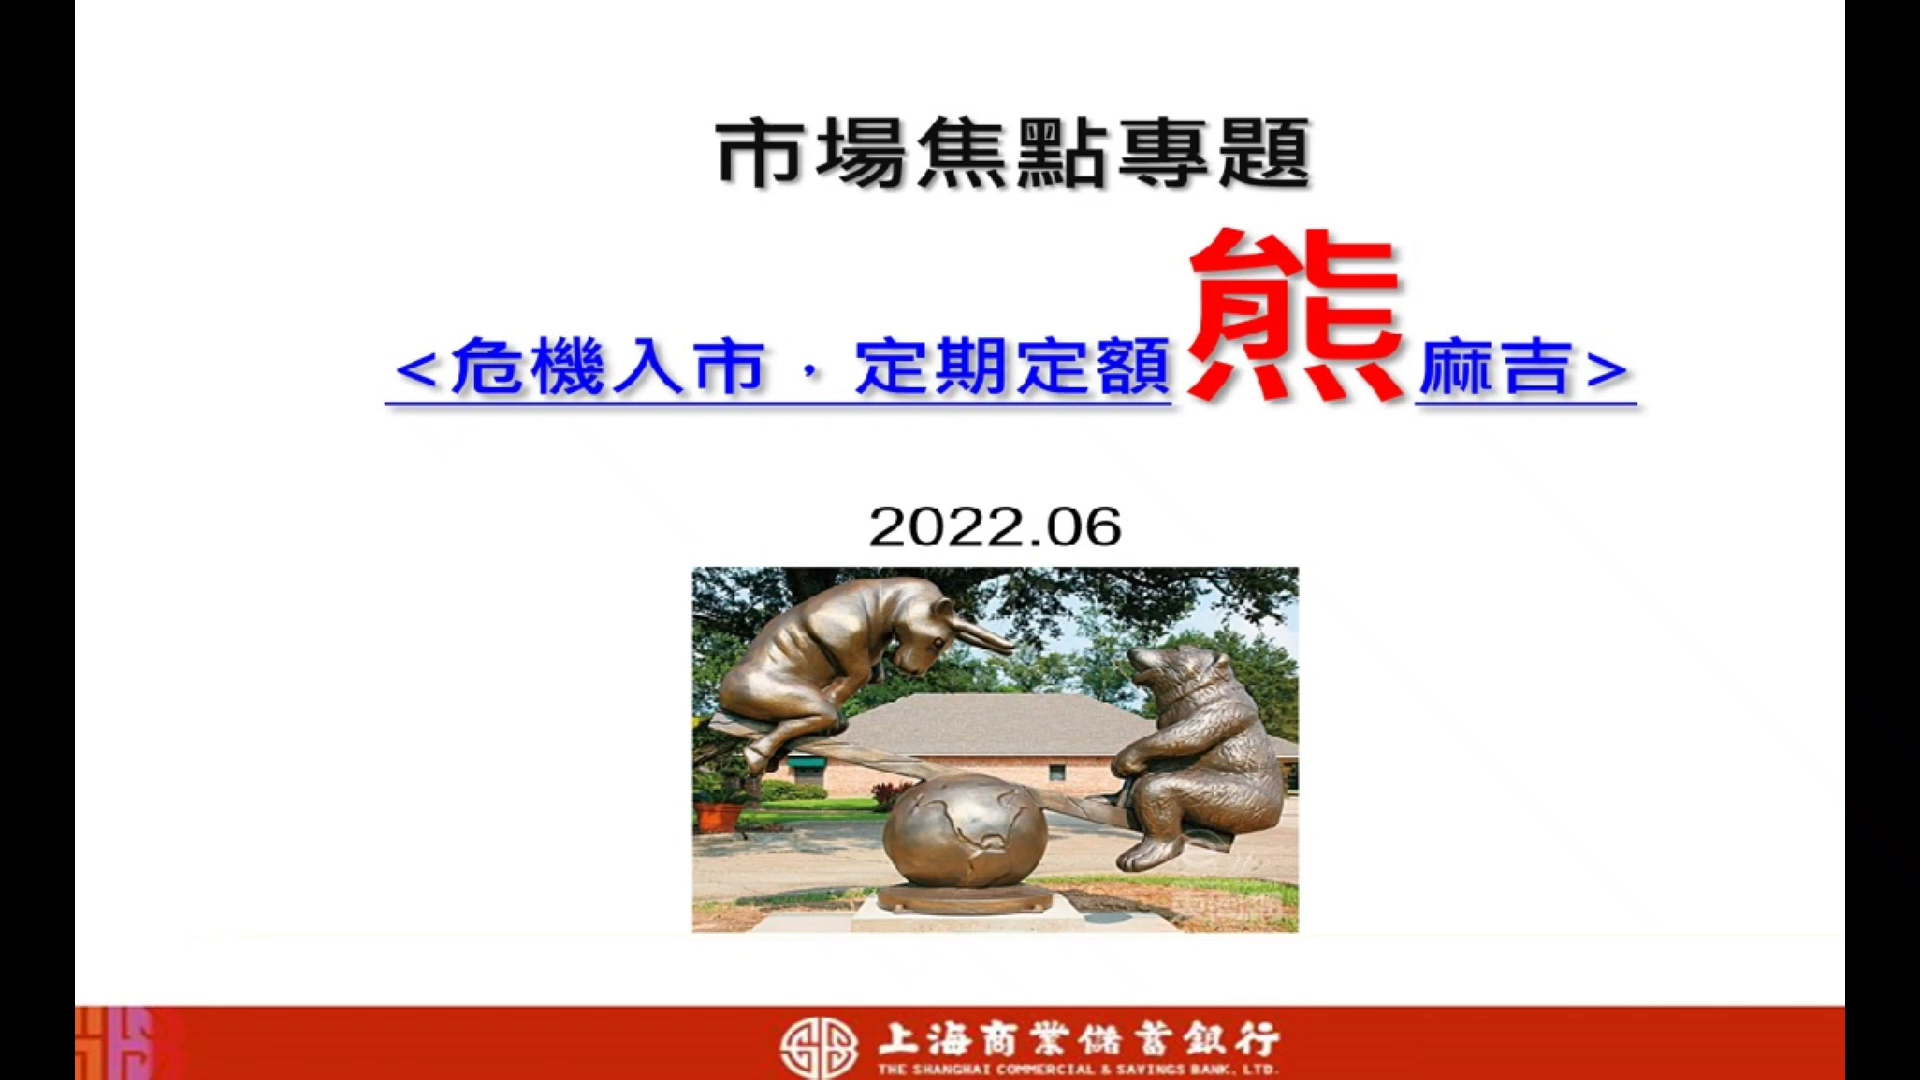 市場焦點專題
<危機入市，定期定額熊麻吉>
2022.06
上海商業儲蓄銀行
THE SHANGHAI COMMERCIAL & SAVINGS BANK, LTD.